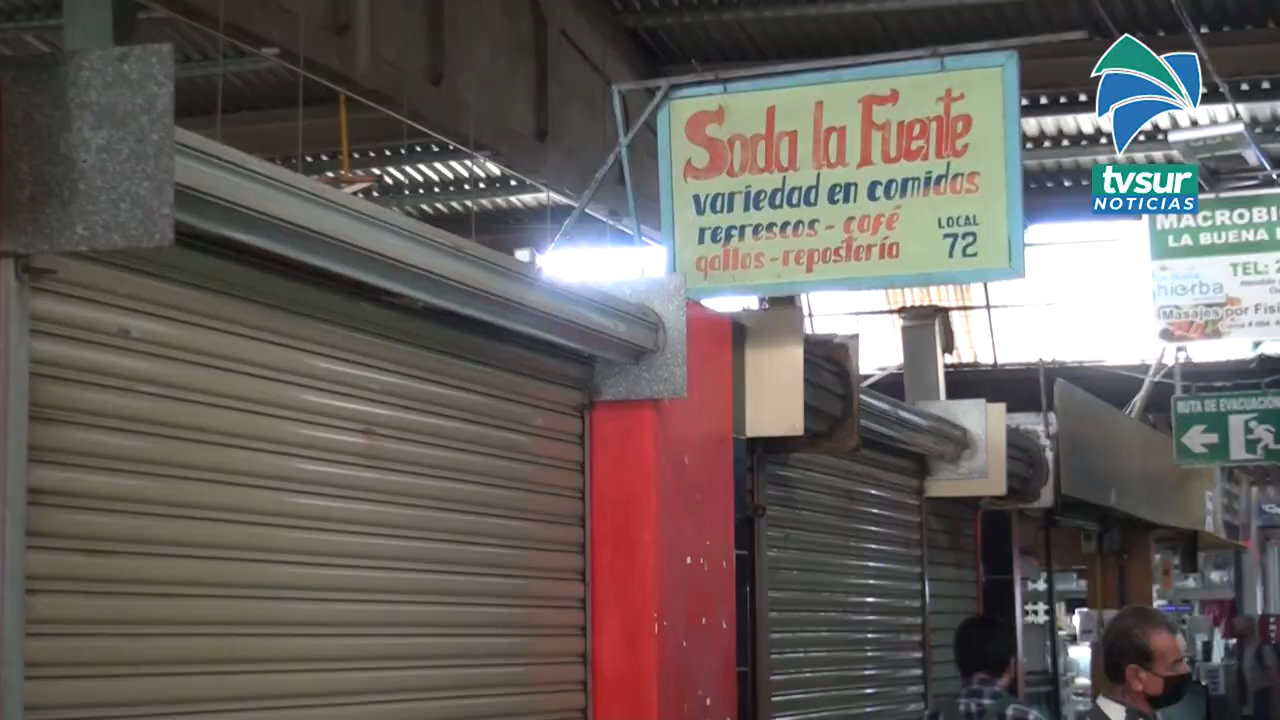 Soda la Fuente
variedad en comidas
refrescos - café
gallos - repostería
LOCAL
72
tvsur
NOTICIAS
MACROBI
LA BUENA
TEL: 2
hierba
Masajes por Fis
RUTA DE EVACUACIÓN